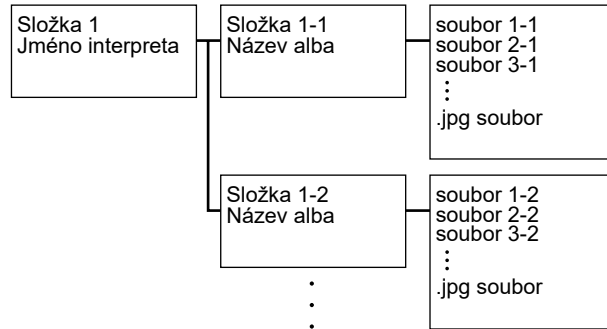 Složka 1
Jméno interpreta
Složka 1-1
Název alba
soubor 1-1
soubor 2-1
soubor 3-1
⋮
.jpg soubor
Složka 1-2
Název alba
soubor 1-2
soubor 2-2
soubor 3-2
⋮
.jpg soubor
⋮